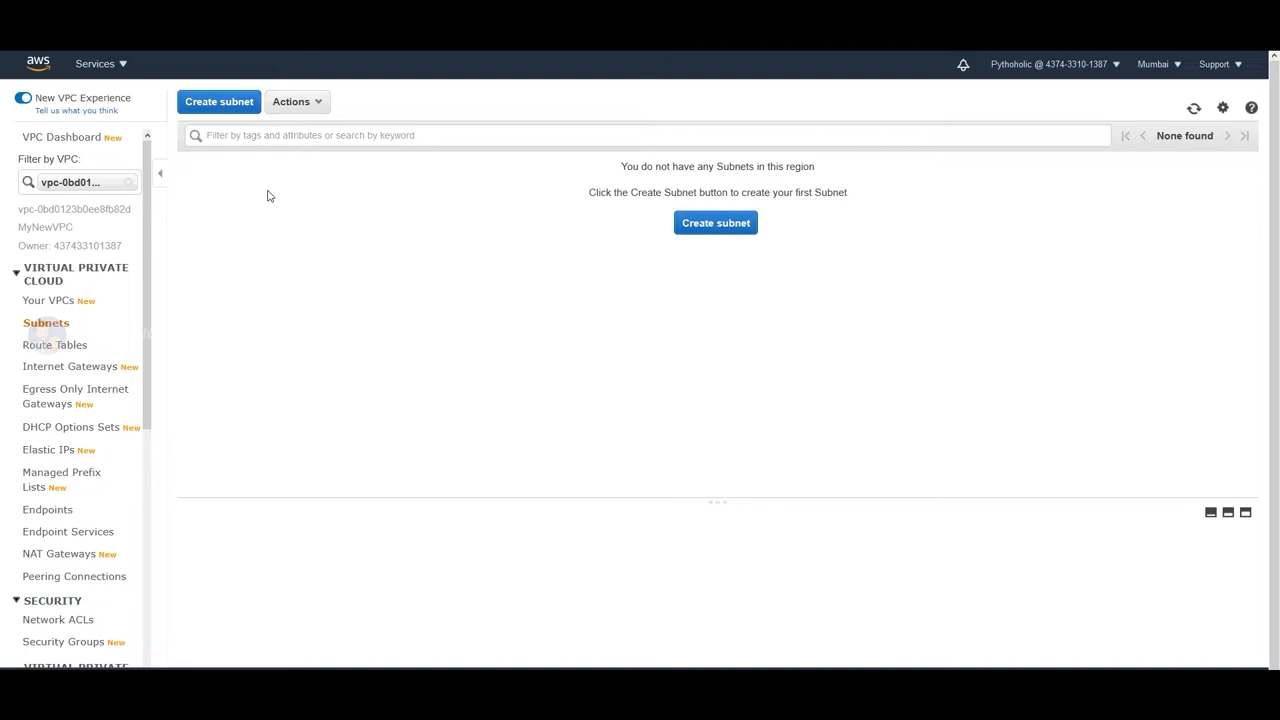 aws
Services
Pythoholic @ 4374-3310-1387
Mumbai
Support
New VPC Experience
Tell us what you think
Create subnet
Actions
VPC Dashboard New
Filter by tags and attributes or search by keyword
None found
Filter by VPC:
vpc-0bd01...
You do not have any Subnets in this region
Click the Create Subnet button to create your first Subnet
Create subnet
vpc-0bd0123b0ee8fb82d
MyNewVPC
Owner: 437433101387
VIRTUAL PRIVATE
CLOUD
Your VPCs New
Subnets
Route Tables
Internet Gateways New
Egress Only Internet
Gateways New
DHCP Options Sets New
Elastic IPs New
Managed Prefix
Lists New
Endpoints
Endpoint Services
NAT Gateways New
Peering Connections
SECURITY
Network ACLs
Security Groups New
VIRTUAL PRIVATE